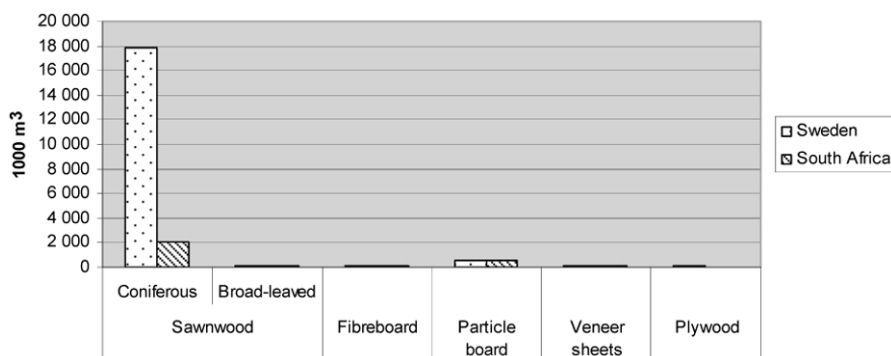 20 000
18 000
16 000
14 000
12 000
10 000
8 000
6 000
4 000
2 000
0
1000 m3
Sweden
South Africa
Coniferous
Broad-leaved
Sawnwood
Fibreboard
Particle
board
Veneer
sheets
Plywood